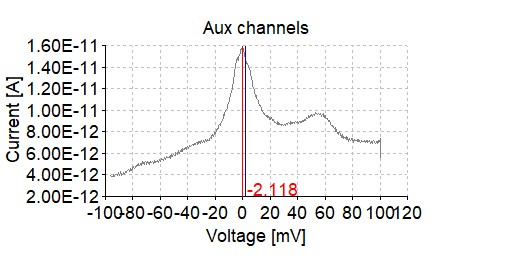 Aux channels
1.60E-11
1.40E-11
1.20E-11
1.00E-11
8.00E-12
6.00E-12
4.00E-12
2.00E-12
Current [A]
-2.118
-100 -80 -60 -40 -20 0 20 40 60 80 100 120
Voltage [mV]